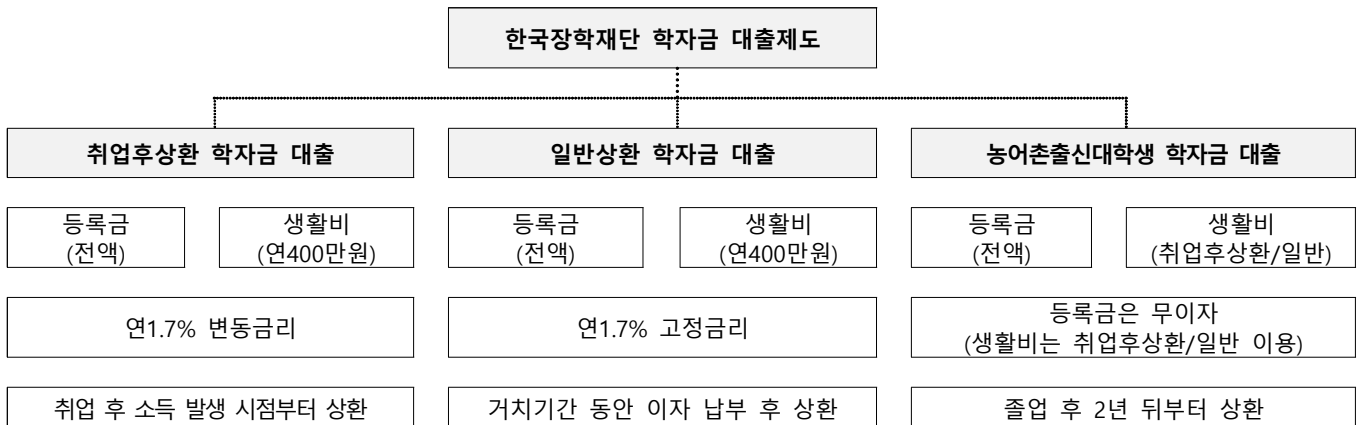 한국장학재단 학자금 대출제도
취업후상환 학자금 대출
일반상환 학자금 대출
농어촌출신대학생 학자금 대출
등록금
(전액)
생활비
(연400만원)
등록금
(전액)
생활비
(연400만원)
등록금
(전액)
생활비
(취업후상환/일반)
연1.7% 변동금리
연1.7% 고정금리
등록금은 무이자
(생활비는 취업후상환/일반 이용)
취업 후 소득 발생 시점부터 상환
거치기간 동안 이자 납부 후 상환
졸업 후 2년 뒤부터 상환